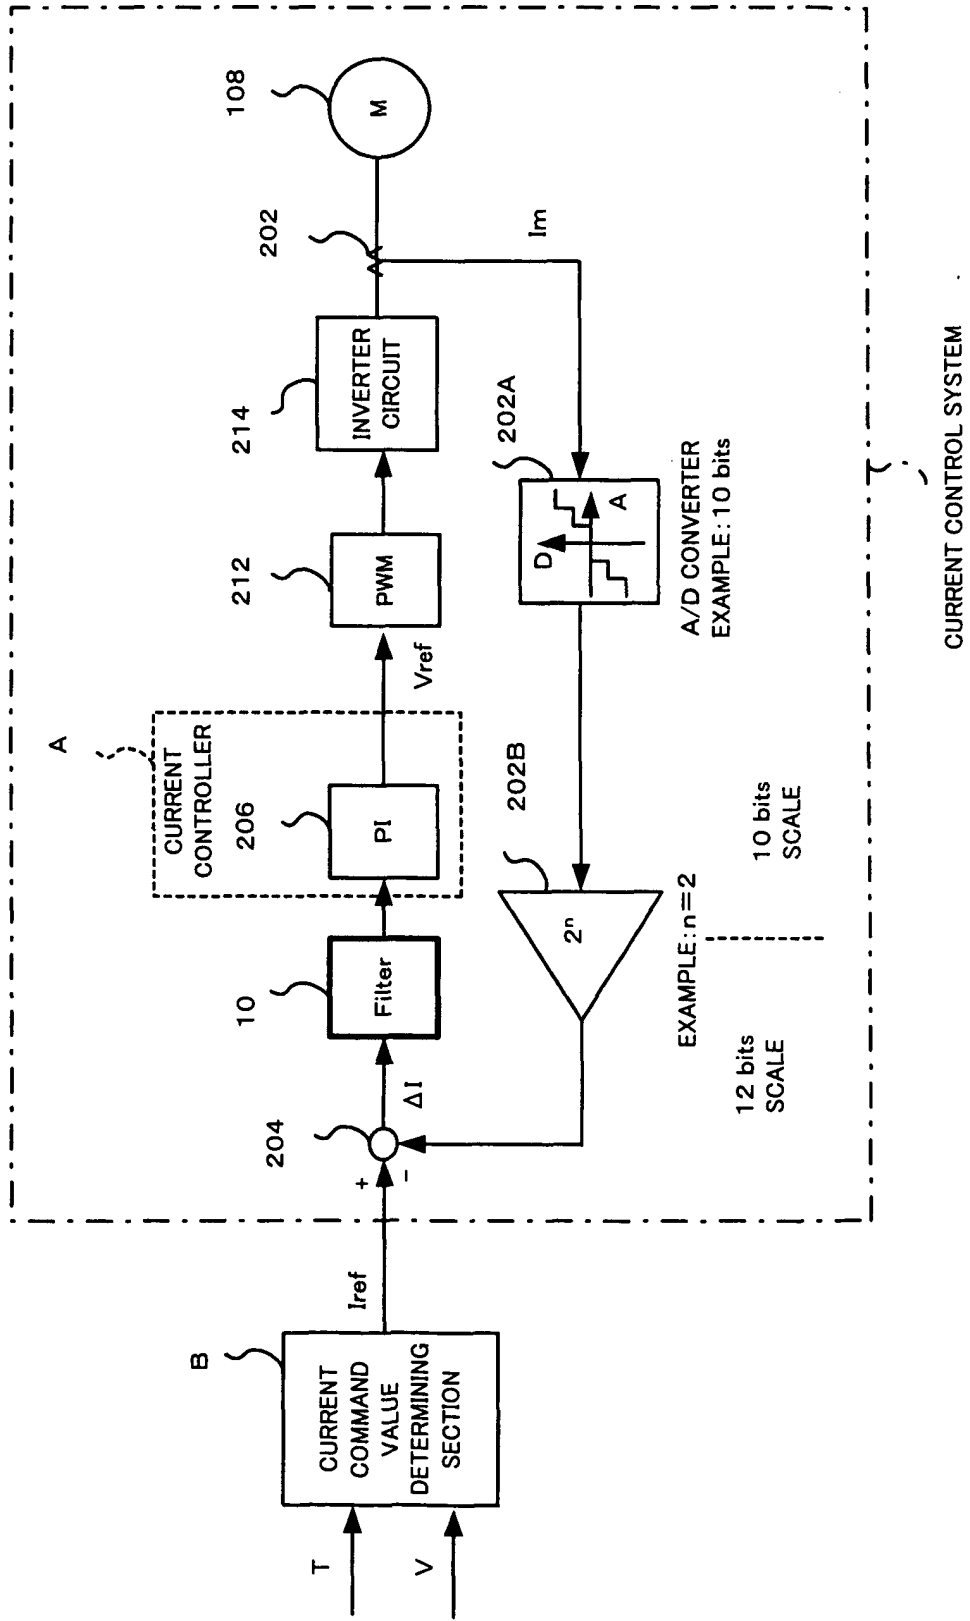 T
V
B
CURRENT
COMMAND
VALUE
DETERMINING
SECTION
Iref
+
-
204
ΔI
10
Filter
A
CURRENT
CONTROLLER
206
PI
Vref
212
PWM
214
INVERTER
CIRCUIT
202
108
M
Im
202A
D
A
A/D CONVERTER
EXAMPLE:10 bits
202B
2ⁿ
EXAMPLE:n=2
12 bits
SCALE
10 bits
SCALE
CURRENT CONTROL SYSTEM